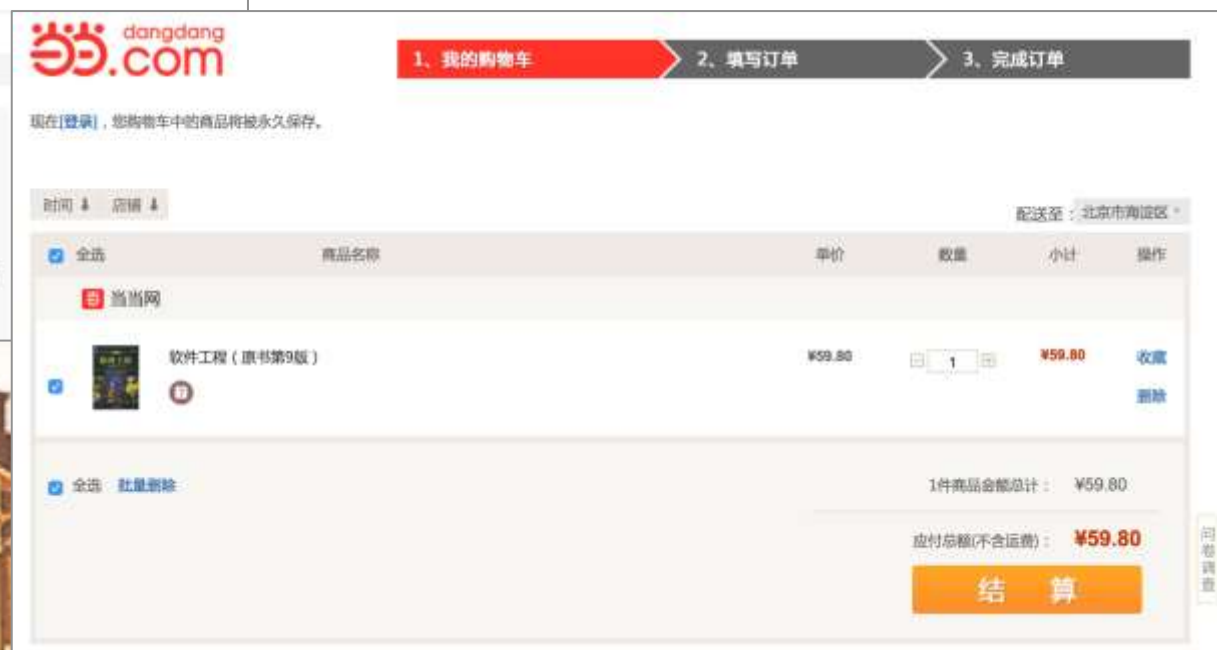 当当 dangdang
.com
1、我的购物车 2、填写订单 3、完成订单
现在[登录]，您购物车中的商品将被永久保存。
时间 店铺
配送至：北京市海淀区
全选 商品名称 单价 数量 小计 操作
当当网
软件工程（原书第9版） ¥59.80 1 ¥59.80 收藏
删除
全选 批量删除 1件商品金额总计： ¥59.80
应付总额(不含运费)： ¥59.80
结 算
问卷调查